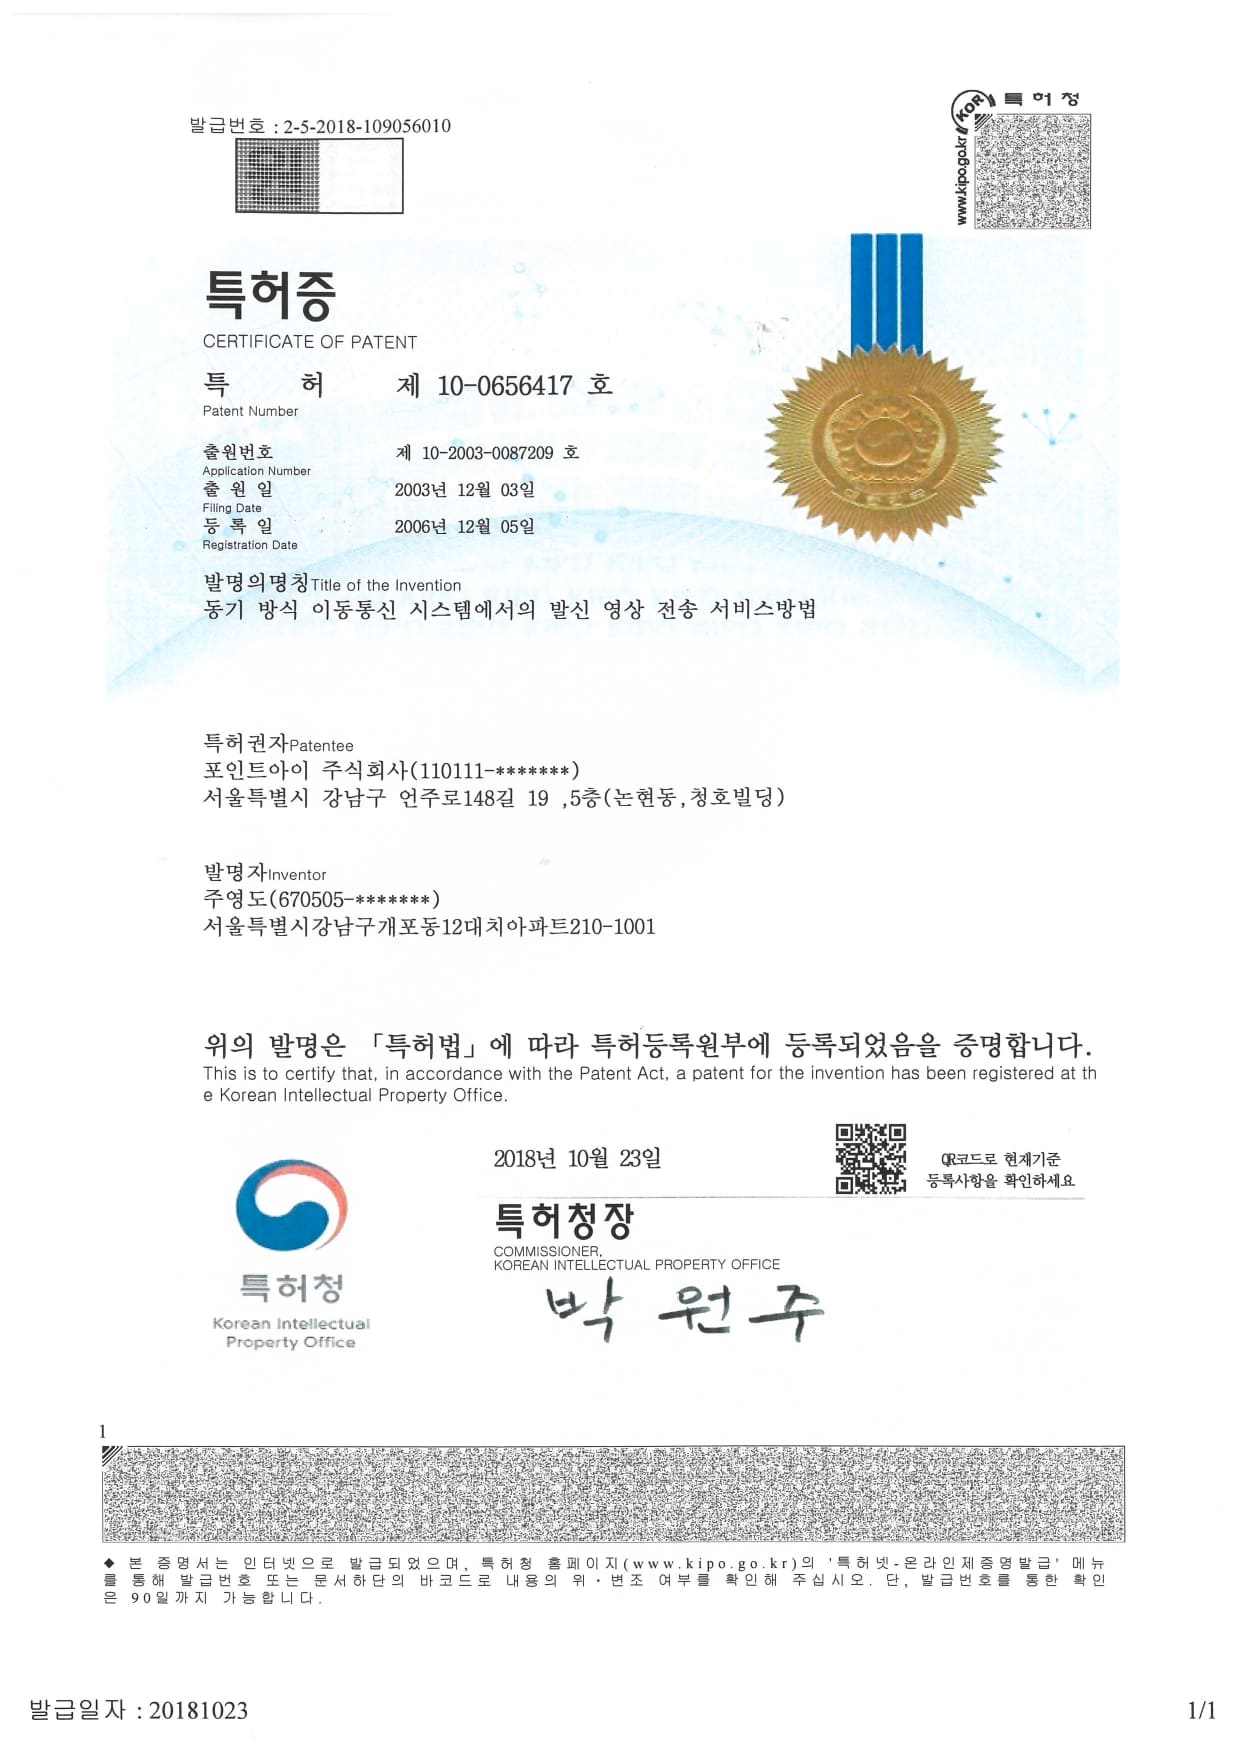 발급번호 : 2-5-2018-109056010
특허청
KOR
www.kipo.go.kr
원본
특허증
CERTIFICATE OF PATENT
특 허 제 10-0656417 호
Patent Number
출원번호 제 10-2003-0087209 호
Application Number
출 원 일 2003년 12월 03일
Filing Date
등 록 일 2006년 12월 05일
Registration Date
발명의명칭Title of the Invention
동기 방식 이동통신 시스템에서의 발신 영상 전송 서비스방법
특허권자Patentee
포인트아이 주식회사(110111-*******)
서울특별시 강남구 언주로148길 19 ,5층(논현동,청호빌딩)
발명자Inventor
주영도(670505-*******)
서울특별시강남구개포동12대치아파트210-1001
위의 발명은 「특허법」에 따라 특허등록원부에 등록되었음을 증명합니다.
This is to certify that, in accordance with the Patent Act, a patent for the invention has been registered at th
e Korean Intellectual Property Office.
2018년 10월 23일
QR코드로 현재기준
등록사항을 확인하세요
특허청장
COMMISSIONER,
KOREAN INTELLECTUAL PROPERTY OFFICE
박원주
특허청
Korean Intellectual
Property Office
1
◆ 본 증명서는 인터넷으로 발급되었으며, 특허청 홈페이지(www.kipo.go.kr)의 '특허넷-온라인제증명발급' 메뉴
를 통해 발급번호 또는 문서하단의 바코드로 내용의 위·변조 여부를 확인해 주십시오. 단, 발급번호를 통한 확인
은 90일까지 가능합니다.
발급일자 : 20181023
1/1